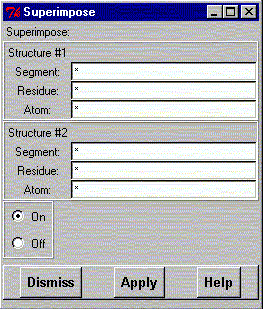 Superimpose
Superimpose:
Structure #1
Segment: *
Residue: *
Atom: *
Structure #2
Segment: *
Residue: *
Atom: *
On
Off
Dismiss Apply Help